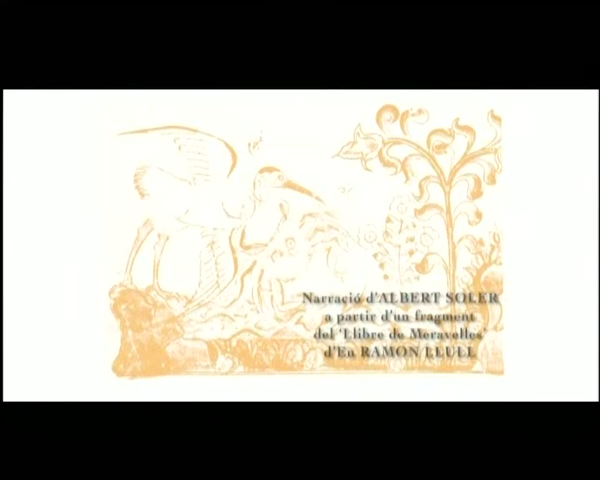 Narració d'ALBERT SOLER
a partir d'un fragment
del 'Llibre de Meravelles'
d'En RAMON LLULL